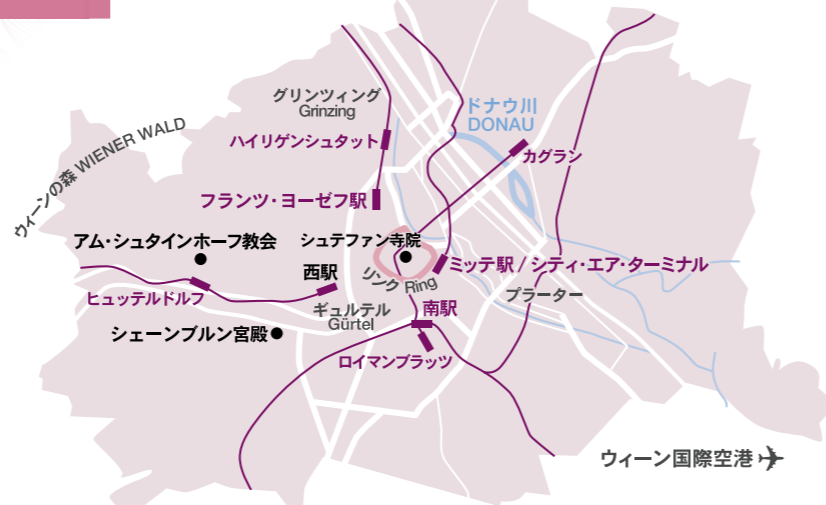 グリンツィング
Grinzing
ドナウ川
DONAU
ウィーンの森 WIENER WALD
ハイリゲンシュタット
カグラン
フランツ・ヨーゼフ駅
アム・シュタインホーフ教会
シュテファン寺院
ミッテ駅 / シティ・エア・ターミナル
西駅
リンク Ring
ヒュッテルドルフ
プラーター
ギュルテル
Gürtel
南駅
シェーンブルン宮殿
ロイマンプラッツ
ウィーン国際空港